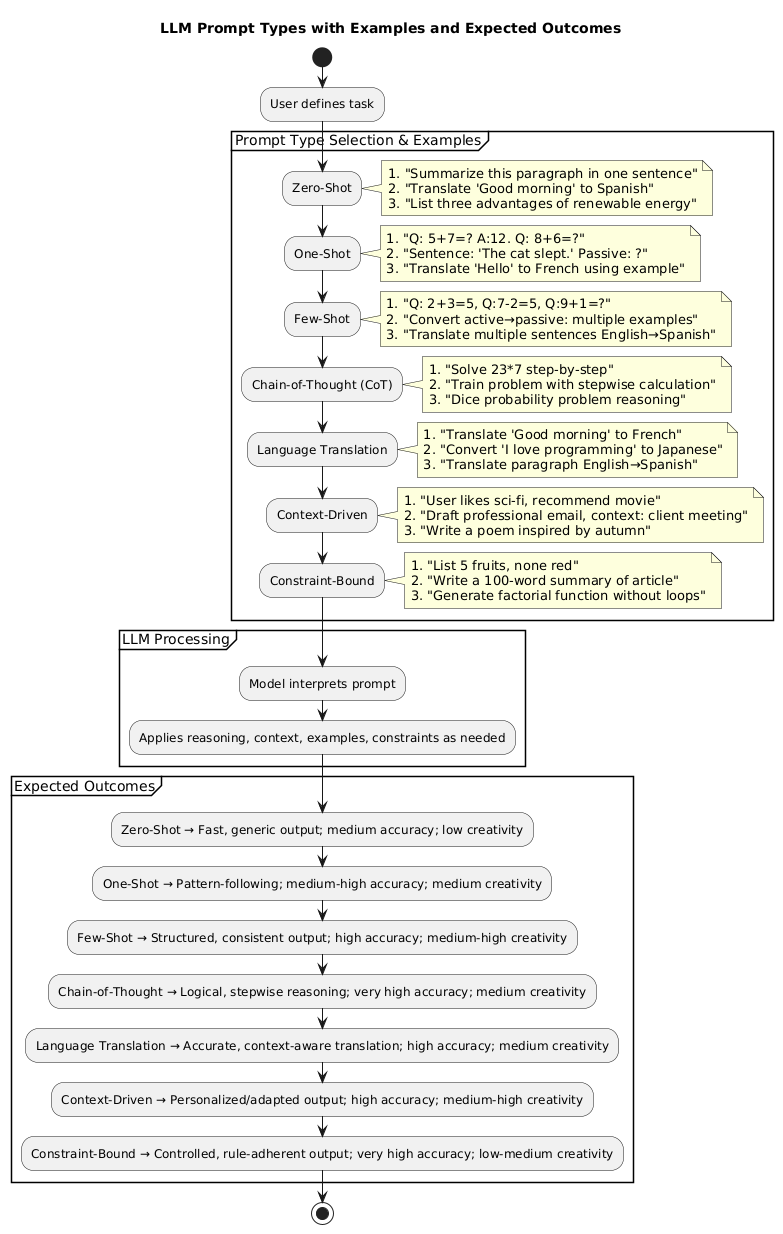 LLM Prompt Types with Examples and Expected Outcomes
User defines task
Prompt Type Selection & Examples
Zero-Shot
1. "Summarize this paragraph in one sentence"
2. "Translate 'Good morning' to Spanish"
3. "List three advantages of renewable energy"
One-Shot
1. "Q: 5+7=? A:12. Q: 8+6=?"
2. "Sentence: 'The cat slept.' Passive: ?"
3. "Translate 'Hello' to French using example"
Few-Shot
1. "Q: 2+3=5, Q:7-2=5, Q:9+1=?"
2. "Convert active→passive: multiple examples"
3. "Translate multiple sentences English→Spanish"
Chain-of-Thought (CoT)
1. "Solve 23*7 step-by-step"
2. "Train problem with stepwise calculation"
3. "Dice probability problem reasoning"
Language Translation
1. "Translate 'Good morning' to French"
2. "Convert 'I love programming' to Japanese"
3. "Translate paragraph English→Spanish"
Context-Driven
1. "User likes sci-fi, recommend movie"
2. "Draft professional email, context: client meeting"
3. "Write a poem inspired by autumn"
Constraint-Bound
1. "List 5 fruits, none red"
2. "Write a 100-word summary of article"
3. "Generate factorial function without loops"
LLM Processing
Model interprets prompt
Applies reasoning, context, examples, constraints as needed
Expected Outcomes
Zero-Shot → Fast, generic output; medium accuracy; low creativity
One-Shot → Pattern-following; medium-high accuracy; medium creativity
Few-Shot → Structured, consistent output; high accuracy; medium-high creativity
Chain-of-Thought → Logical, stepwise reasoning; very high accuracy; medium creativity
Language Translation → Accurate, context-aware translation; high accuracy; medium creativity
Context-Driven → Personalized/adapted output; high accuracy; medium-high creativity
Constraint-Bound → Controlled, rule-adherent output; very high accuracy; low-medium creativity